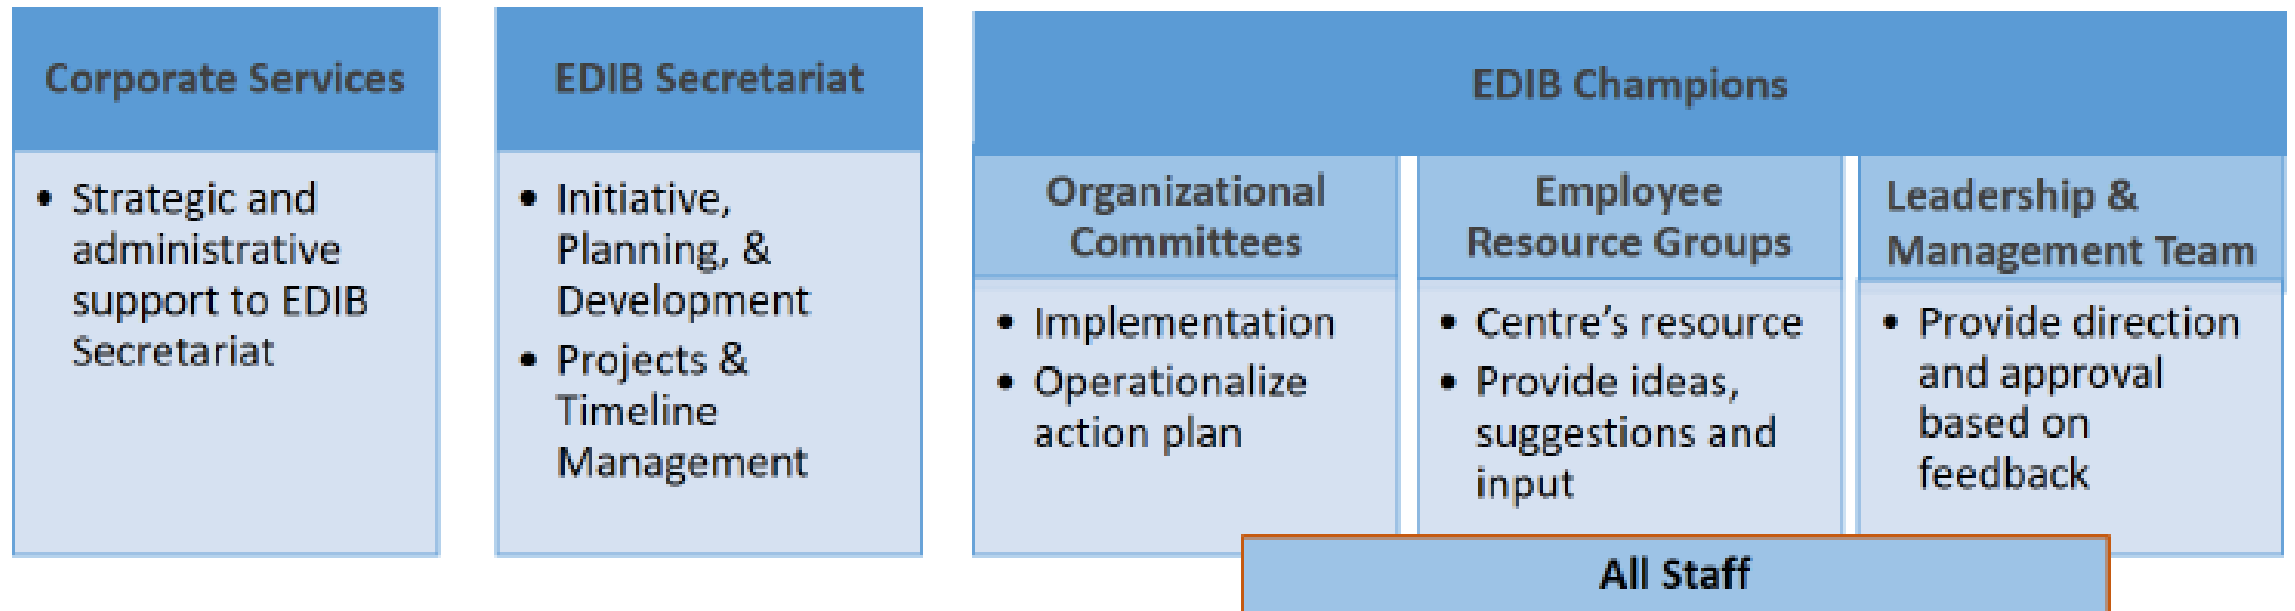 Corporate Services
• Strategic and
administrative
support to EDIB
Secretariat
EDIB Secretariat
• Initiative,
Planning, &
Development
• Projects &
Timeline
Management
EDIB Champions
Organizational
Committees
• Implementation
• Operationalize
action plan
Employee
Resource Groups
• Centre’s resource
• Provide ideas,
suggestions and
input
Leadership &
Management Team
• Provide direction
and approval
based on
feedback
All Staff